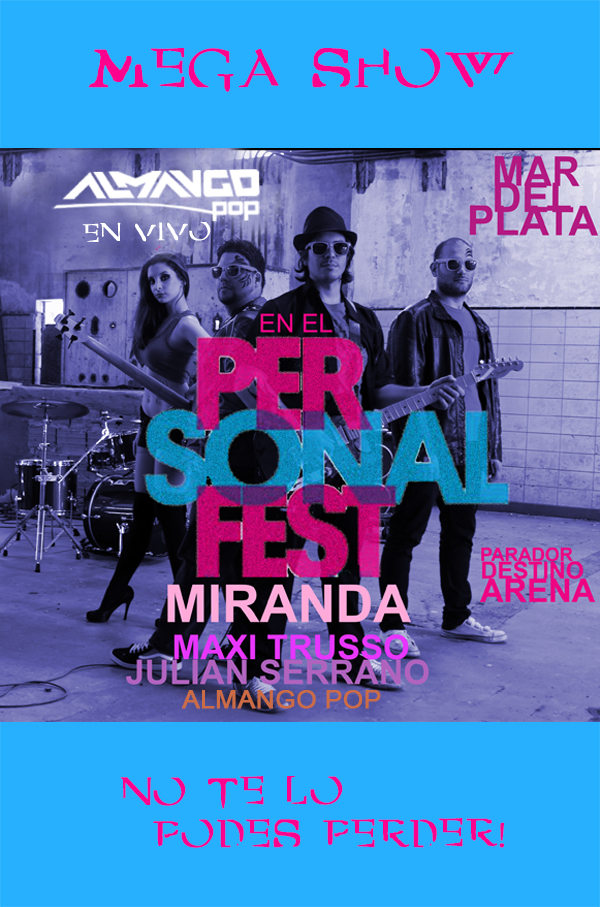 MEGA SHOW
ALMANGO
pop
EN VIVO
MAR
DEL
PLATA
EN EL
PER
SONAL
FEST
MIRANDA
MAXI TRUSSO
JULIAN SERRANO
ALMANGO POP
PARADOR
DESTINO
ARENA
NO TE LO
PODES PERDER!